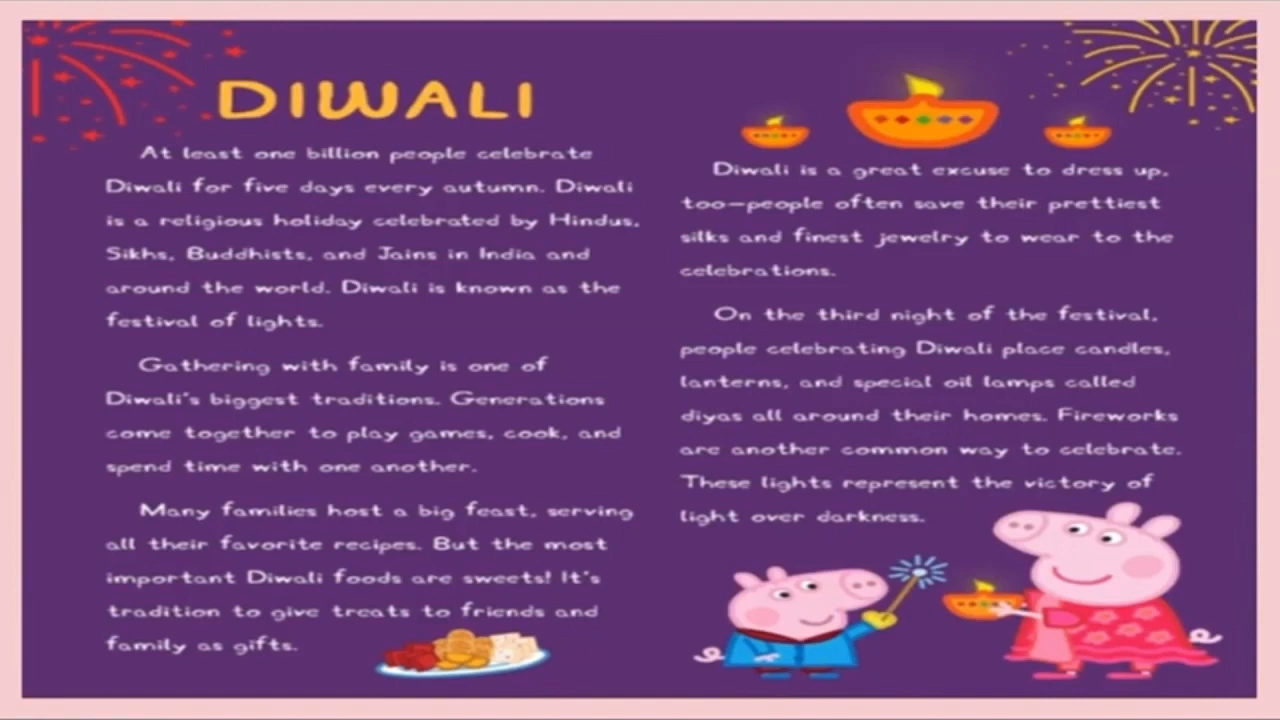 DIWALI
At least one billion people celebrate
Diwali for five days every autumn. Diwali
is a religious holiday celebrated by Hindus,
Sikhs, Buddhists, and Jains in India and
around the world. Diwali is known as the
festival of lights.
Gathering with family is one of
Diwali's biggest traditions. Generations
come together to play games, cook, and
spend time with one another.
Many families host a big feast, serving
all their favorite recipes. But the most
important Diwali foods are sweets! It's
tradition to give treats to friends and
family as gifts.
Diwali is a great excuse to dress up,
too—people often save their prettiest
silks and finest jewelry to wear to the
celebrations.
On the third night of the festival,
people celebrating Diwali place candles,
lanterns, and special oil lamps called
diyas all around their homes. Fireworks
are another common way to celebrate.
These lights represent the victory of
light over darkness.